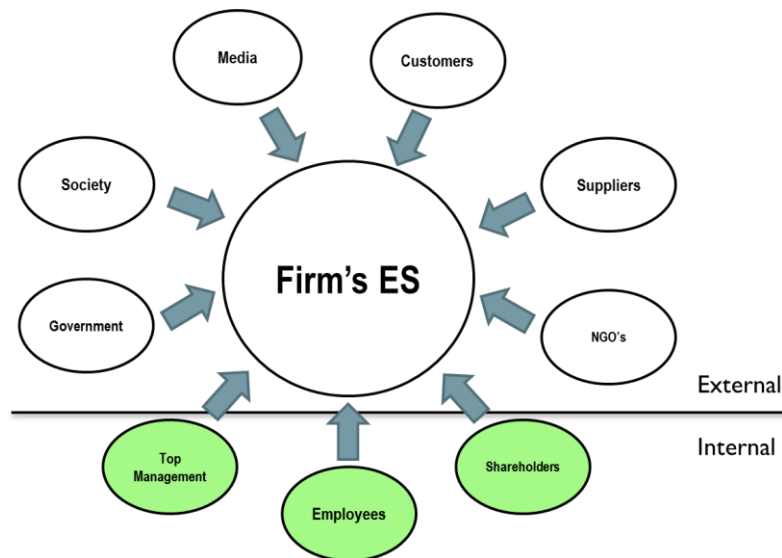 Media
Customers
Society
Suppliers
Firm’s ES
Government
NGO’s
External
Internal
Top
Management
Shareholders
Employees